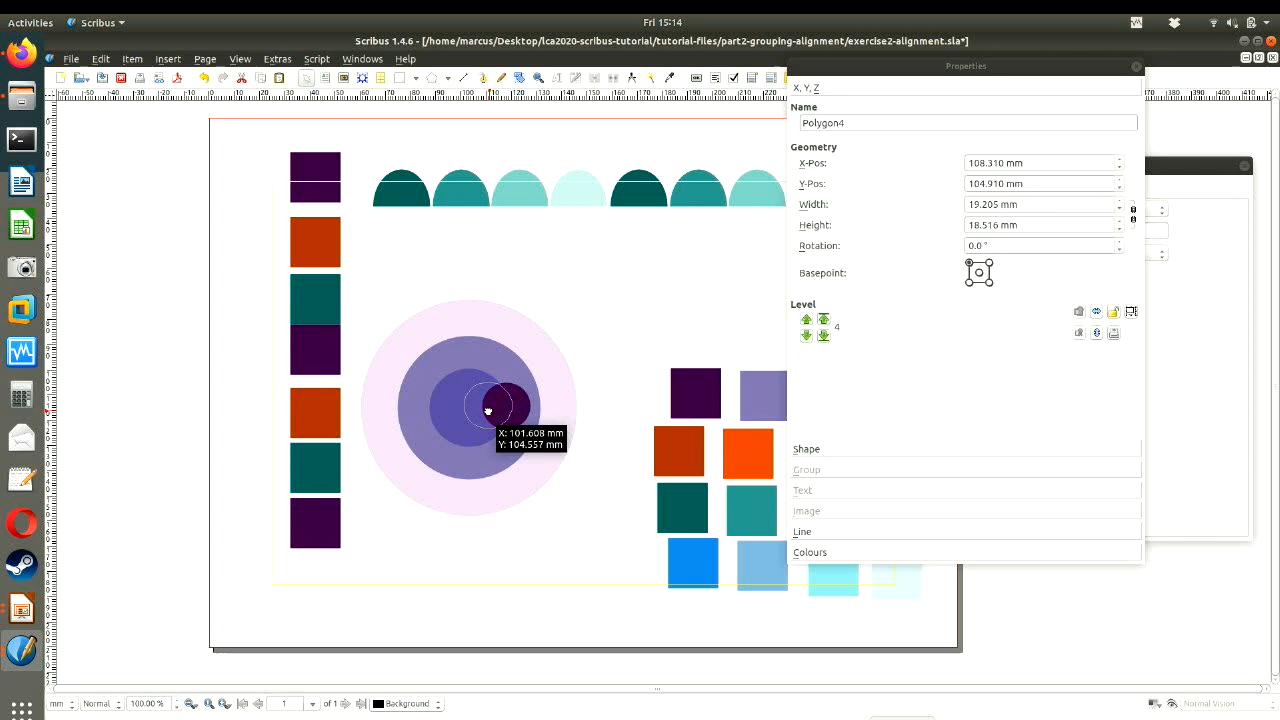 Activities Scribus Fri 15:14
Scribus 1.4.6 - [/home/marcus/Desktop/lca2020-scribus-tutorial/tutorial-files/part2-grouping-alignment/exercise2-alignment.sla*]
File Edit Item Insert Page View Extras Script Windows Help
Properties
X, Y, Z
Name
Polygon4
Geometry
X-Pos: 108.310 mm
Y-Pos: 104.910 mm
Width: 19.205 mm
Height: 18.516 mm
Rotation: 0.0 °
Basepoint:
Level
4
X: 101.608 mm
Y: 104.557 mm
Shape
Group
Text
Image
Line
Colours
mm Normal 100.00 % 1 of 1 Background Normal Vision